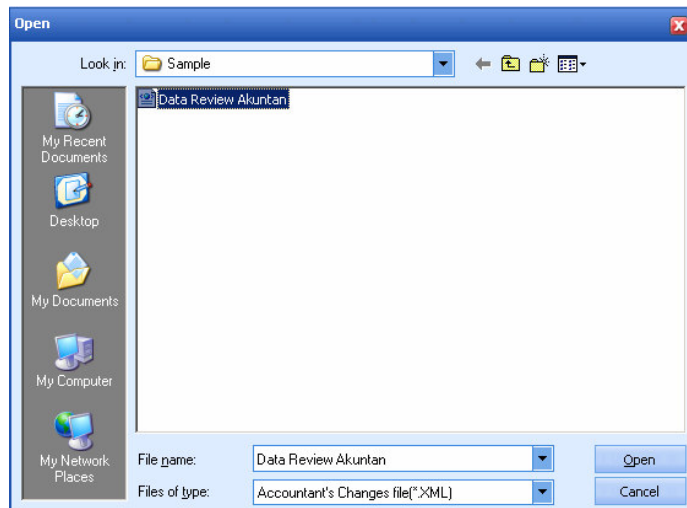 Open
Look in: Sample
Data Review Akuntan
My Recent
Documents
Desktop
My Documents
My Computer
My Network
Places
File name: Data Review Akuntan Open
Files of type: Accountant's Changes file(*.XML) Cancel